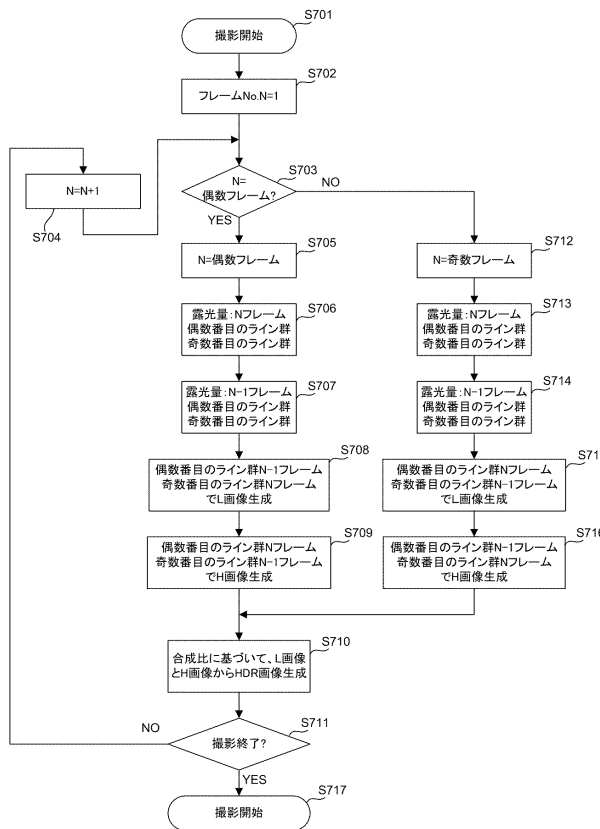 S701
撮影開始
S702
フレームNo.N=1
S703
N=
偶数フレーム?
NO
YES
N=N+1
S704
S705
N=偶数フレーム
S712
N=奇数フレーム
S706
露光量:Nフレーム
偶数番目のライン群
奇数番目のライン群
S713
露光量:Nフレーム
偶数番目のライン群
奇数番目のライン群
S707
露光量:N-1フレーム
偶数番目のライン群
奇数番目のライン群
S714
露光量:N-1フレーム
偶数番目のライン群
奇数番目のライン群
S708
偶数番目のライン群N-1フレーム
奇数番目のライン群Nフレーム
でL画像生成
S71
偶数番目のライン群Nフレーム
奇数番目のライン群N-1フレーム
でL画像生成
S709
偶数番目のライン群Nフレーム
奇数番目のライン群N-1フレーム
でH画像生成
S716
偶数番目のライン群N-1フレーム
奇数番目のライン群Nフレーム
でH画像生成
S710
合成比に基づいて、L画像
とH画像からHDR画像生成
S711
撮影終了?
NO
YES
S717
撮影開始